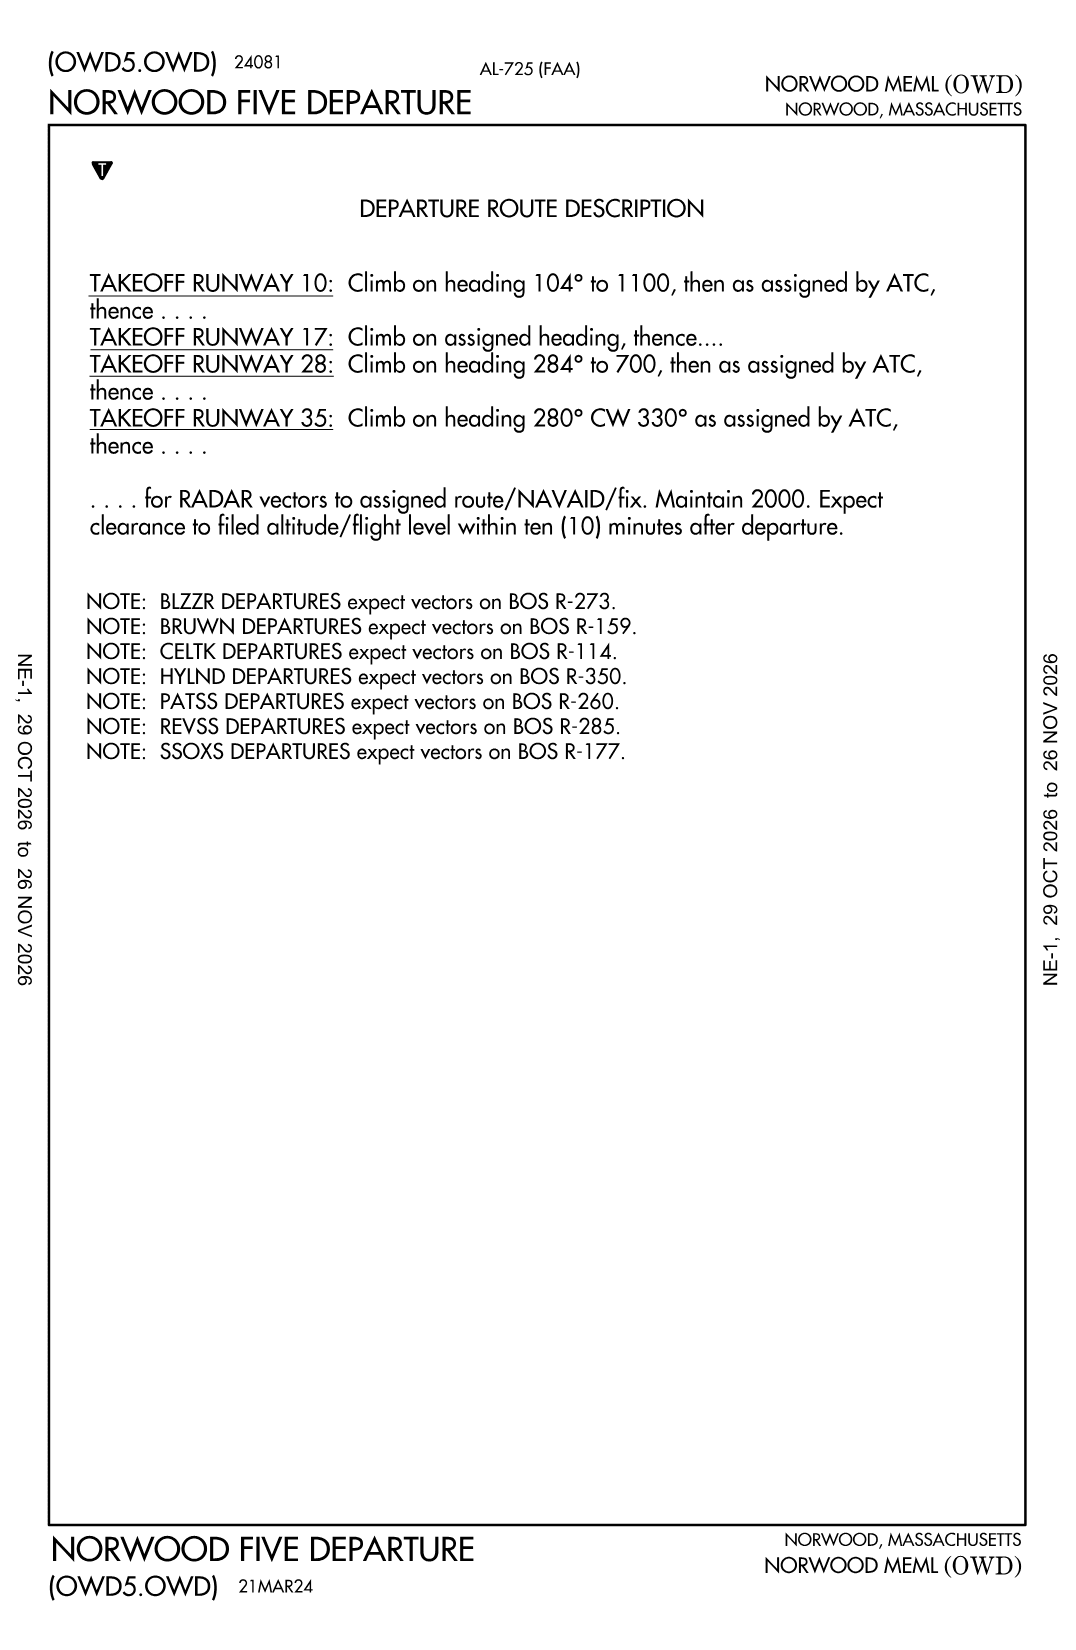 (OWD5.OWD) 24081
AL-725 (FAA)
NORWOOD MEML (OWD)
NORWOOD FIVE DEPARTURE
NORWOOD, MASSACHUSETTS
T
DEPARTURE ROUTE DESCRIPTION
TAKEOFF RUNWAY 10: Climb on heading 104° to 1100, then as assigned by ATC,
thence . . . .
TAKEOFF RUNWAY 17: Climb on assigned heading, thence....
TAKEOFF RUNWAY 28: Climb on heading 284° to 700, then as assigned by ATC,
thence . . . .
TAKEOFF RUNWAY 35: Climb on heading 280° CW 330° as assigned by ATC,
thence . . . .
. . . . for RADAR vectors to assigned route/NAVAID/fix. Maintain 2000. Expect
clearance to filed altitude/flight level within ten (10) minutes after departure.
NOTE: BLZZR DEPARTURES expect vectors on BOS R-273.
NOTE: BRUWN DEPARTURES expect vectors on BOS R-159.
NOTE: CELTK DEPARTURES expect vectors on BOS R-114.
NOTE: HYLND DEPARTURES expect vectors on BOS R-350.
NOTE: PATSS DEPARTURES expect vectors on BOS R-260.
NOTE: REVSS DEPARTURES expect vectors on BOS R-285.
NOTE: SSOXS DEPARTURES expect vectors on BOS R-177.
NE-1, 29 OCT 2026 to 26 NOV 2026
NE-1, 29 OCT 2026 to 26 NOV 2026
NORWOOD FIVE DEPARTURE
NORWOOD, MASSACHUSETTS
NORWOOD MEML (OWD)
(OWD5.OWD) 21MAR24